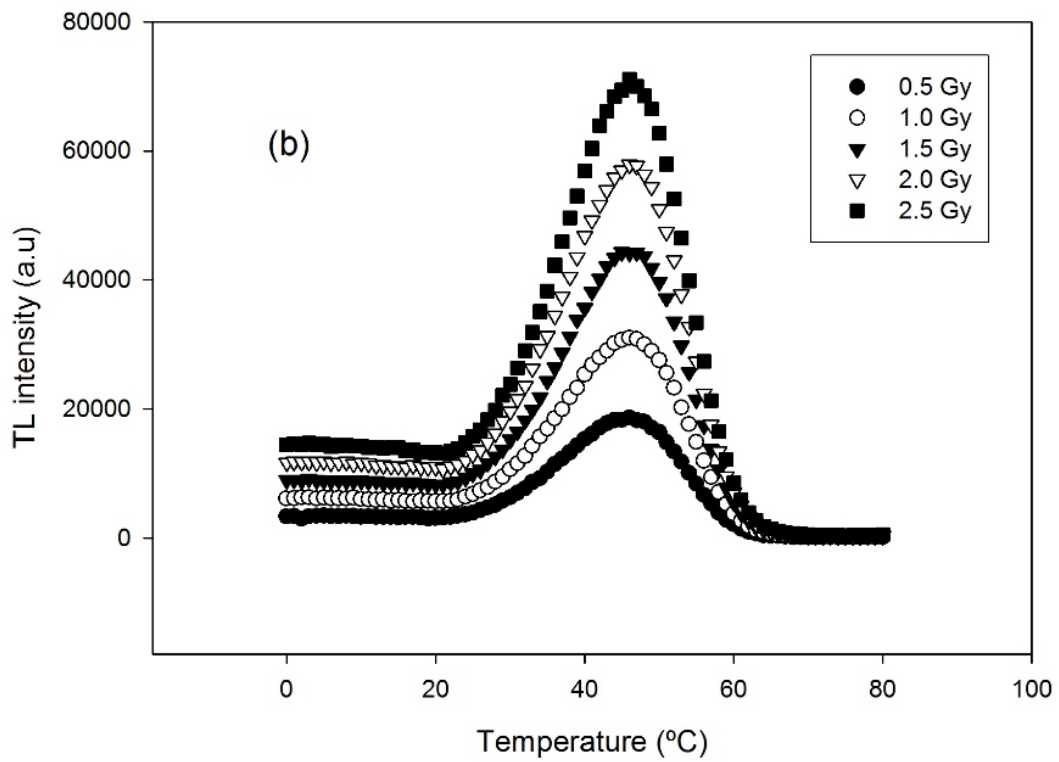 80000
60000
40000
20000
0
TL intensity (a.u)
(b)
0.5 Gy
1.0 Gy
1.5 Gy
2.0 Gy
2.5 Gy
0 20 40 60 80 100
Temperature (ºC)